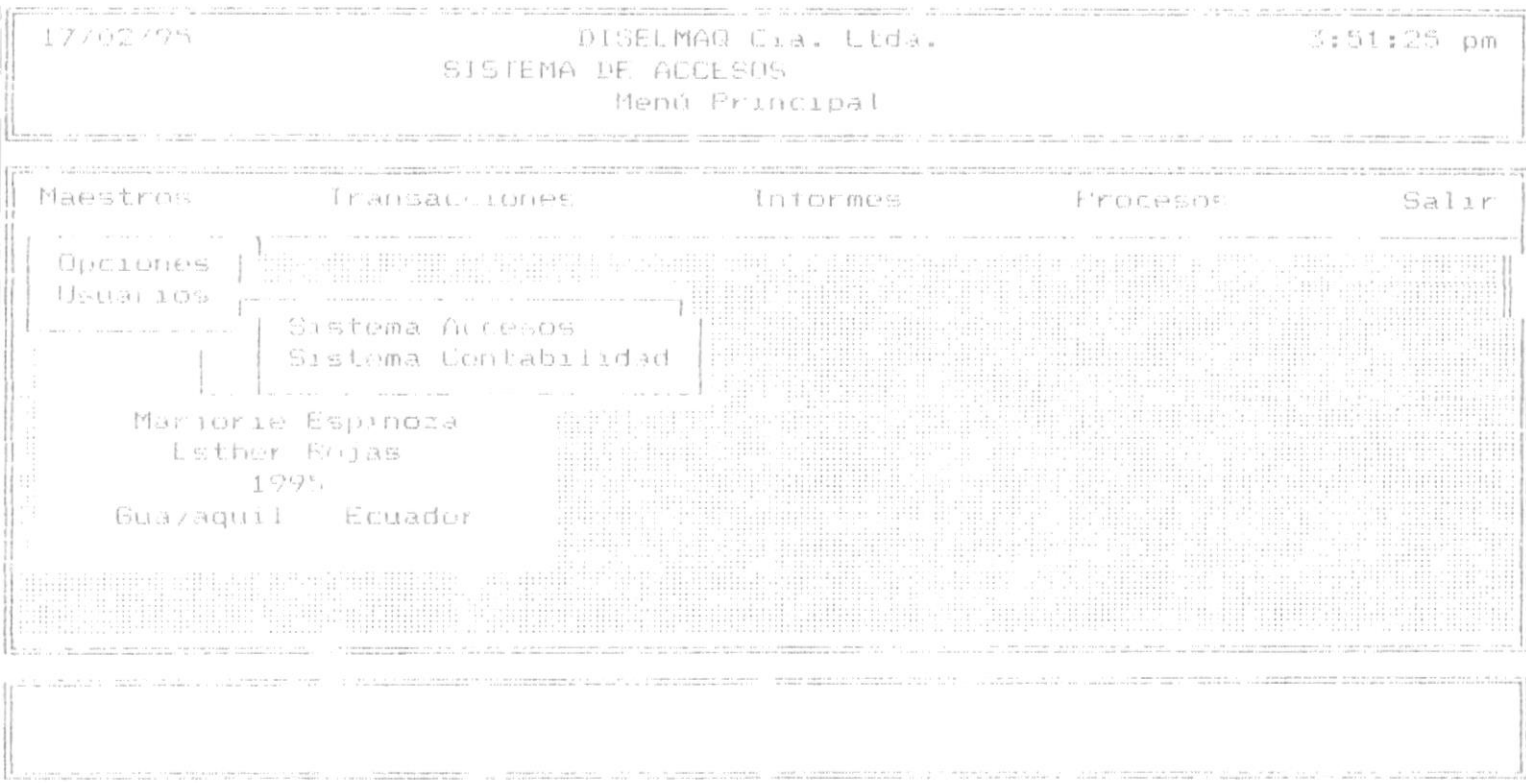 17/02/95 DISELMAQ Cia. Ltda. 3:51:25 pm
SISTEMA DE ACCESOS
Menú Principal
Maestros Transacciones Informes Procesos Salir
Opciones
Usuarios
Sistema Accesos
Sistema Contabilidad
Marjorie Espinoza
Esther Rojas
1995
Guayaquil Ecuador